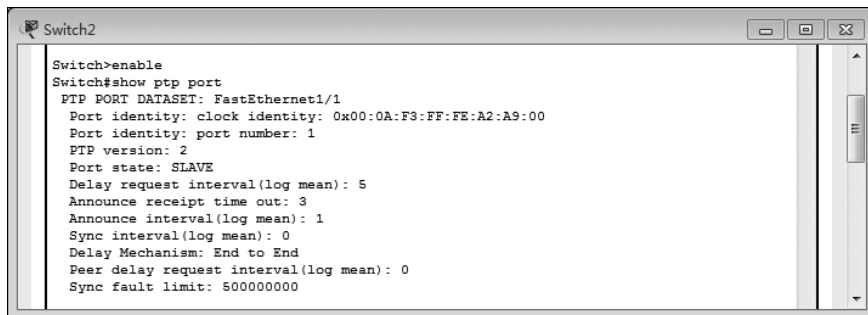 Switch2
Switch>enable
Switch#show ptp port
PTP PORT DATASET: FastEthernet1/1
Port identity: clock identity: 0x00:0A:F3:FF:FE:A2:A9:00
Port identity: port number: 1
PTP version: 2
Port state: SLAVE
Delay request interval(log mean): 5
Announce receipt time out: 3
Announce interval(log mean): 1
Sync interval(log mean): 0
Delay Mechanism: End to End
Peer delay request interval(log mean): 0
Sync fault limit: 500000000